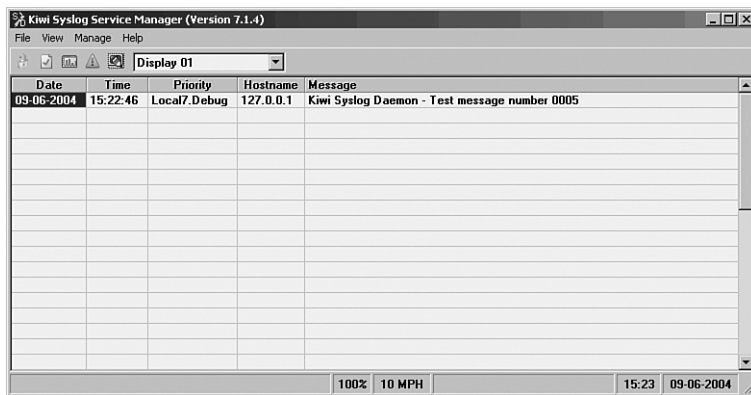 Kiwi Syslog Service Manager (Version 7.1.4)
File View Manage Help
Display 01
Date Time Priority Hostname Message
09-06-2004 15:22:46 Local7.Debug 127.0.0.1 Kiwi Syslog Daemon - Test message number 0005
100% 10 MPH 15:23 09-06-2004